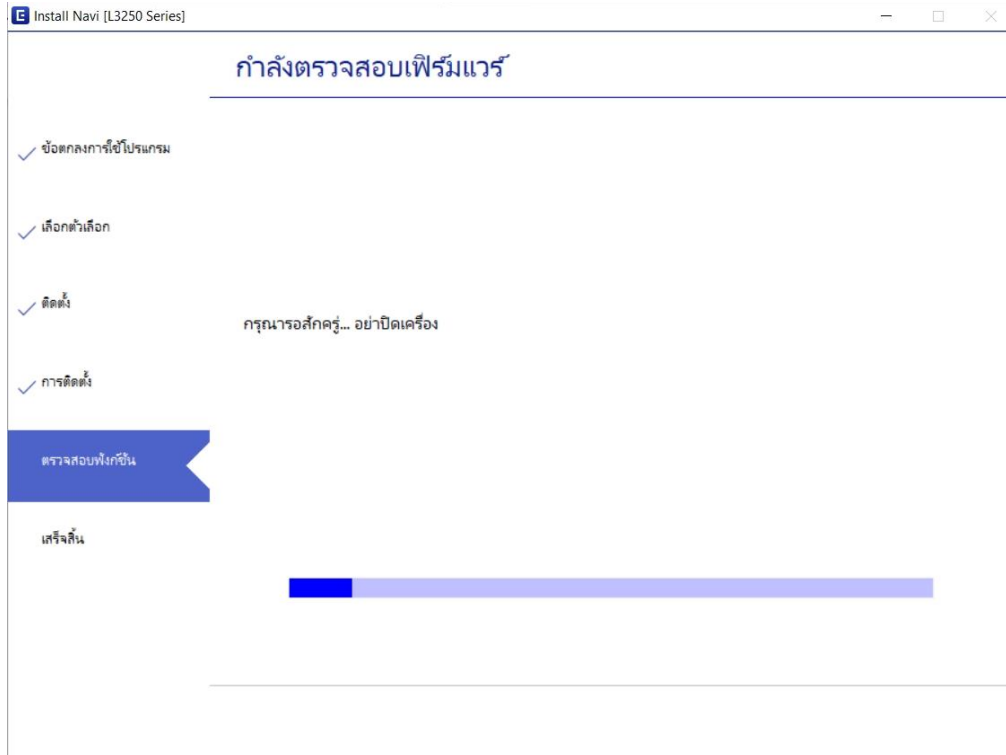 E Install Navi [L3250 Series]
กำลังตรวจสอบเฟิร์มแวร์
ข้อตกลงการใช้โปรแกรม
เลือกตัวเลือก
ติดตั้ง
กรุณารอสักครู่... อย่าปิดเครื่อง
การติดตั้ง
ตรวจสอบฟังก์ชัน
เสร็จสิ้น